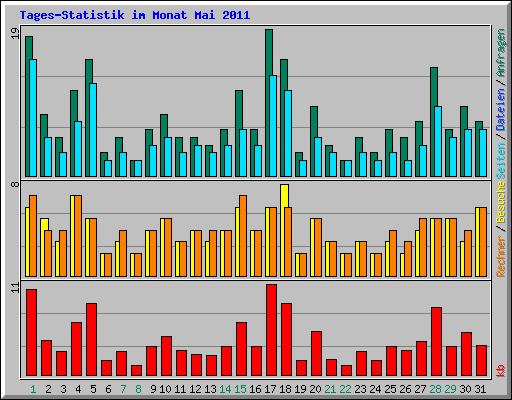 Tages-Statistik im Monat Mai 2011
19
8
11
Rechner / Besuche Seiten / Dateien / Anfragen
kb
1 2 3 4 5 6 7 8 9 10 11 12 13 14 15 16 17 18 19 20 21 22 23 24 25 26 27 28 29 30 31